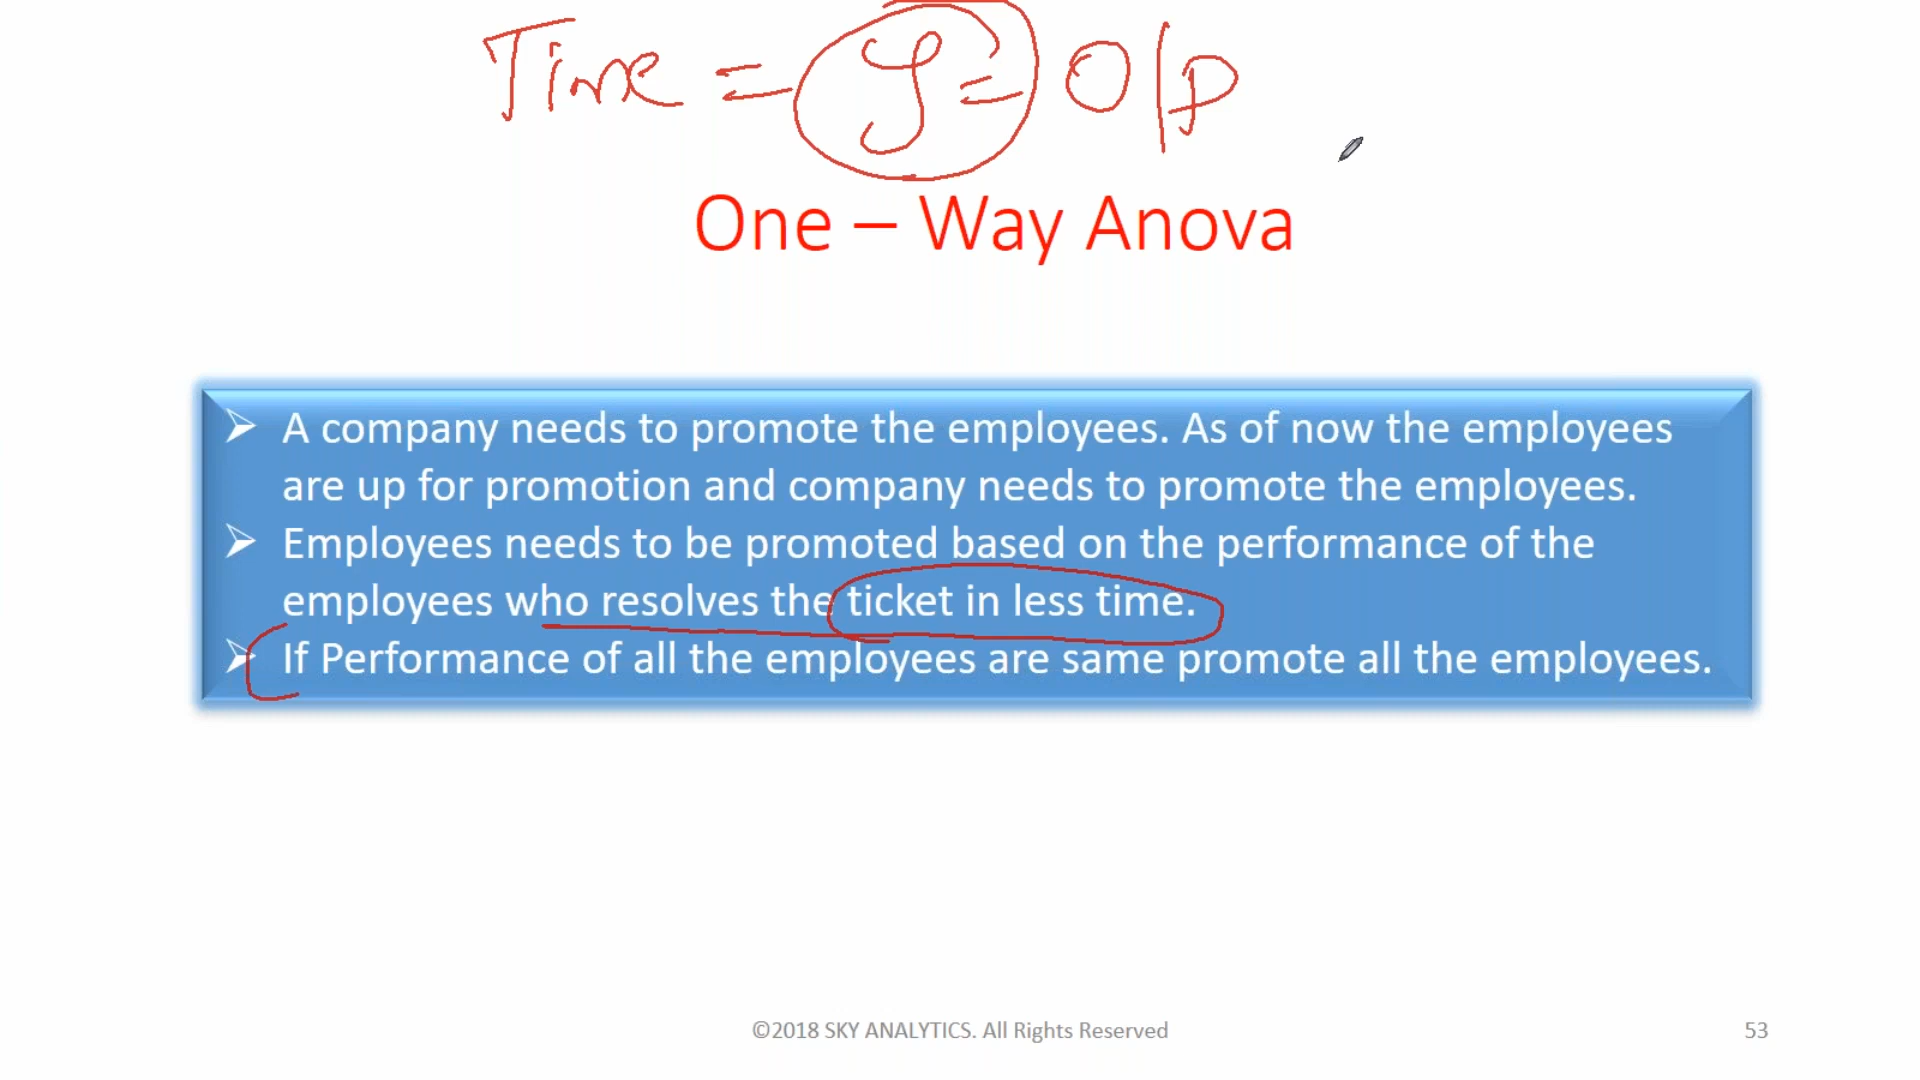 Time = y = O/p
One – Way Anova
A company needs to promote the employees. As of now the employees
are up for promotion and company needs to promote the employees.
Employees needs to be promoted based on the performance of the
employees who resolves the ticket in less time.
If Performance of all the employees are same promote all the employees.
©2018 SKY ANALYTICS. All Rights Reserved
53